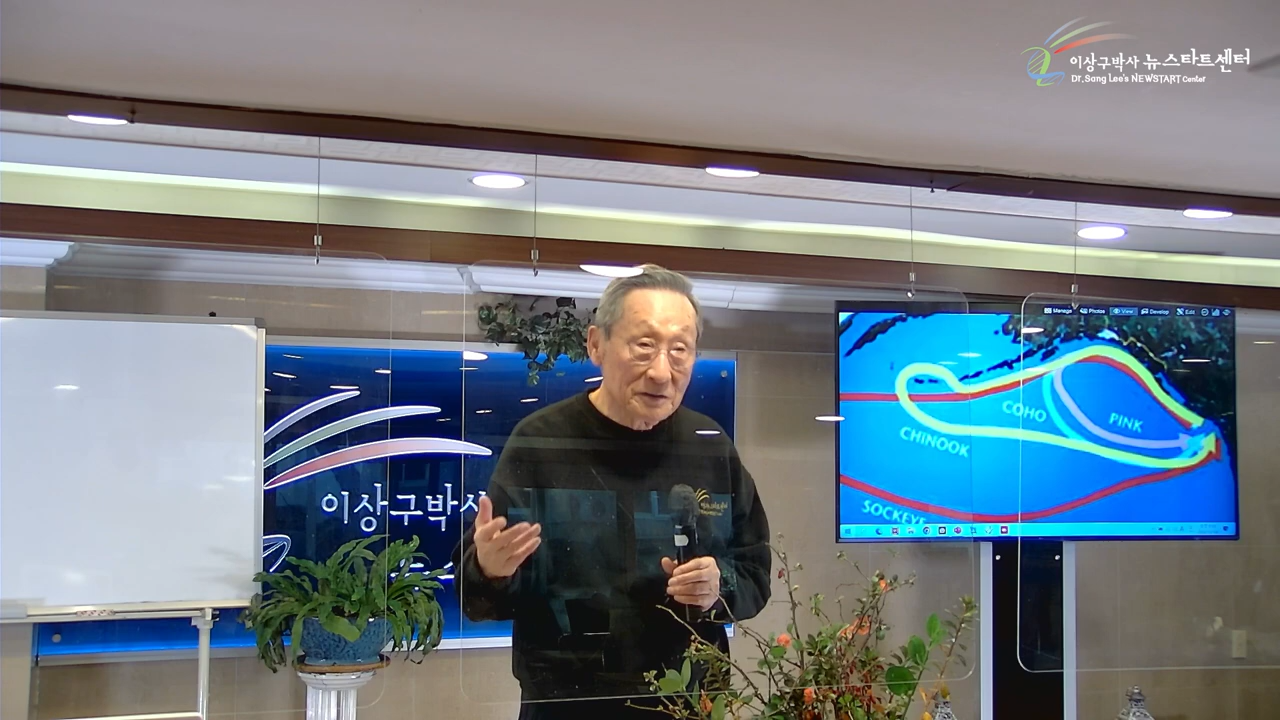 이상구박사 뉴스타트센터
Dr. Sang Lee's NEWSTART Center
Manage
Photos
View
Develop
Edit
COHO
PINK
CHINOOK
SOCKEYE
이상구박사